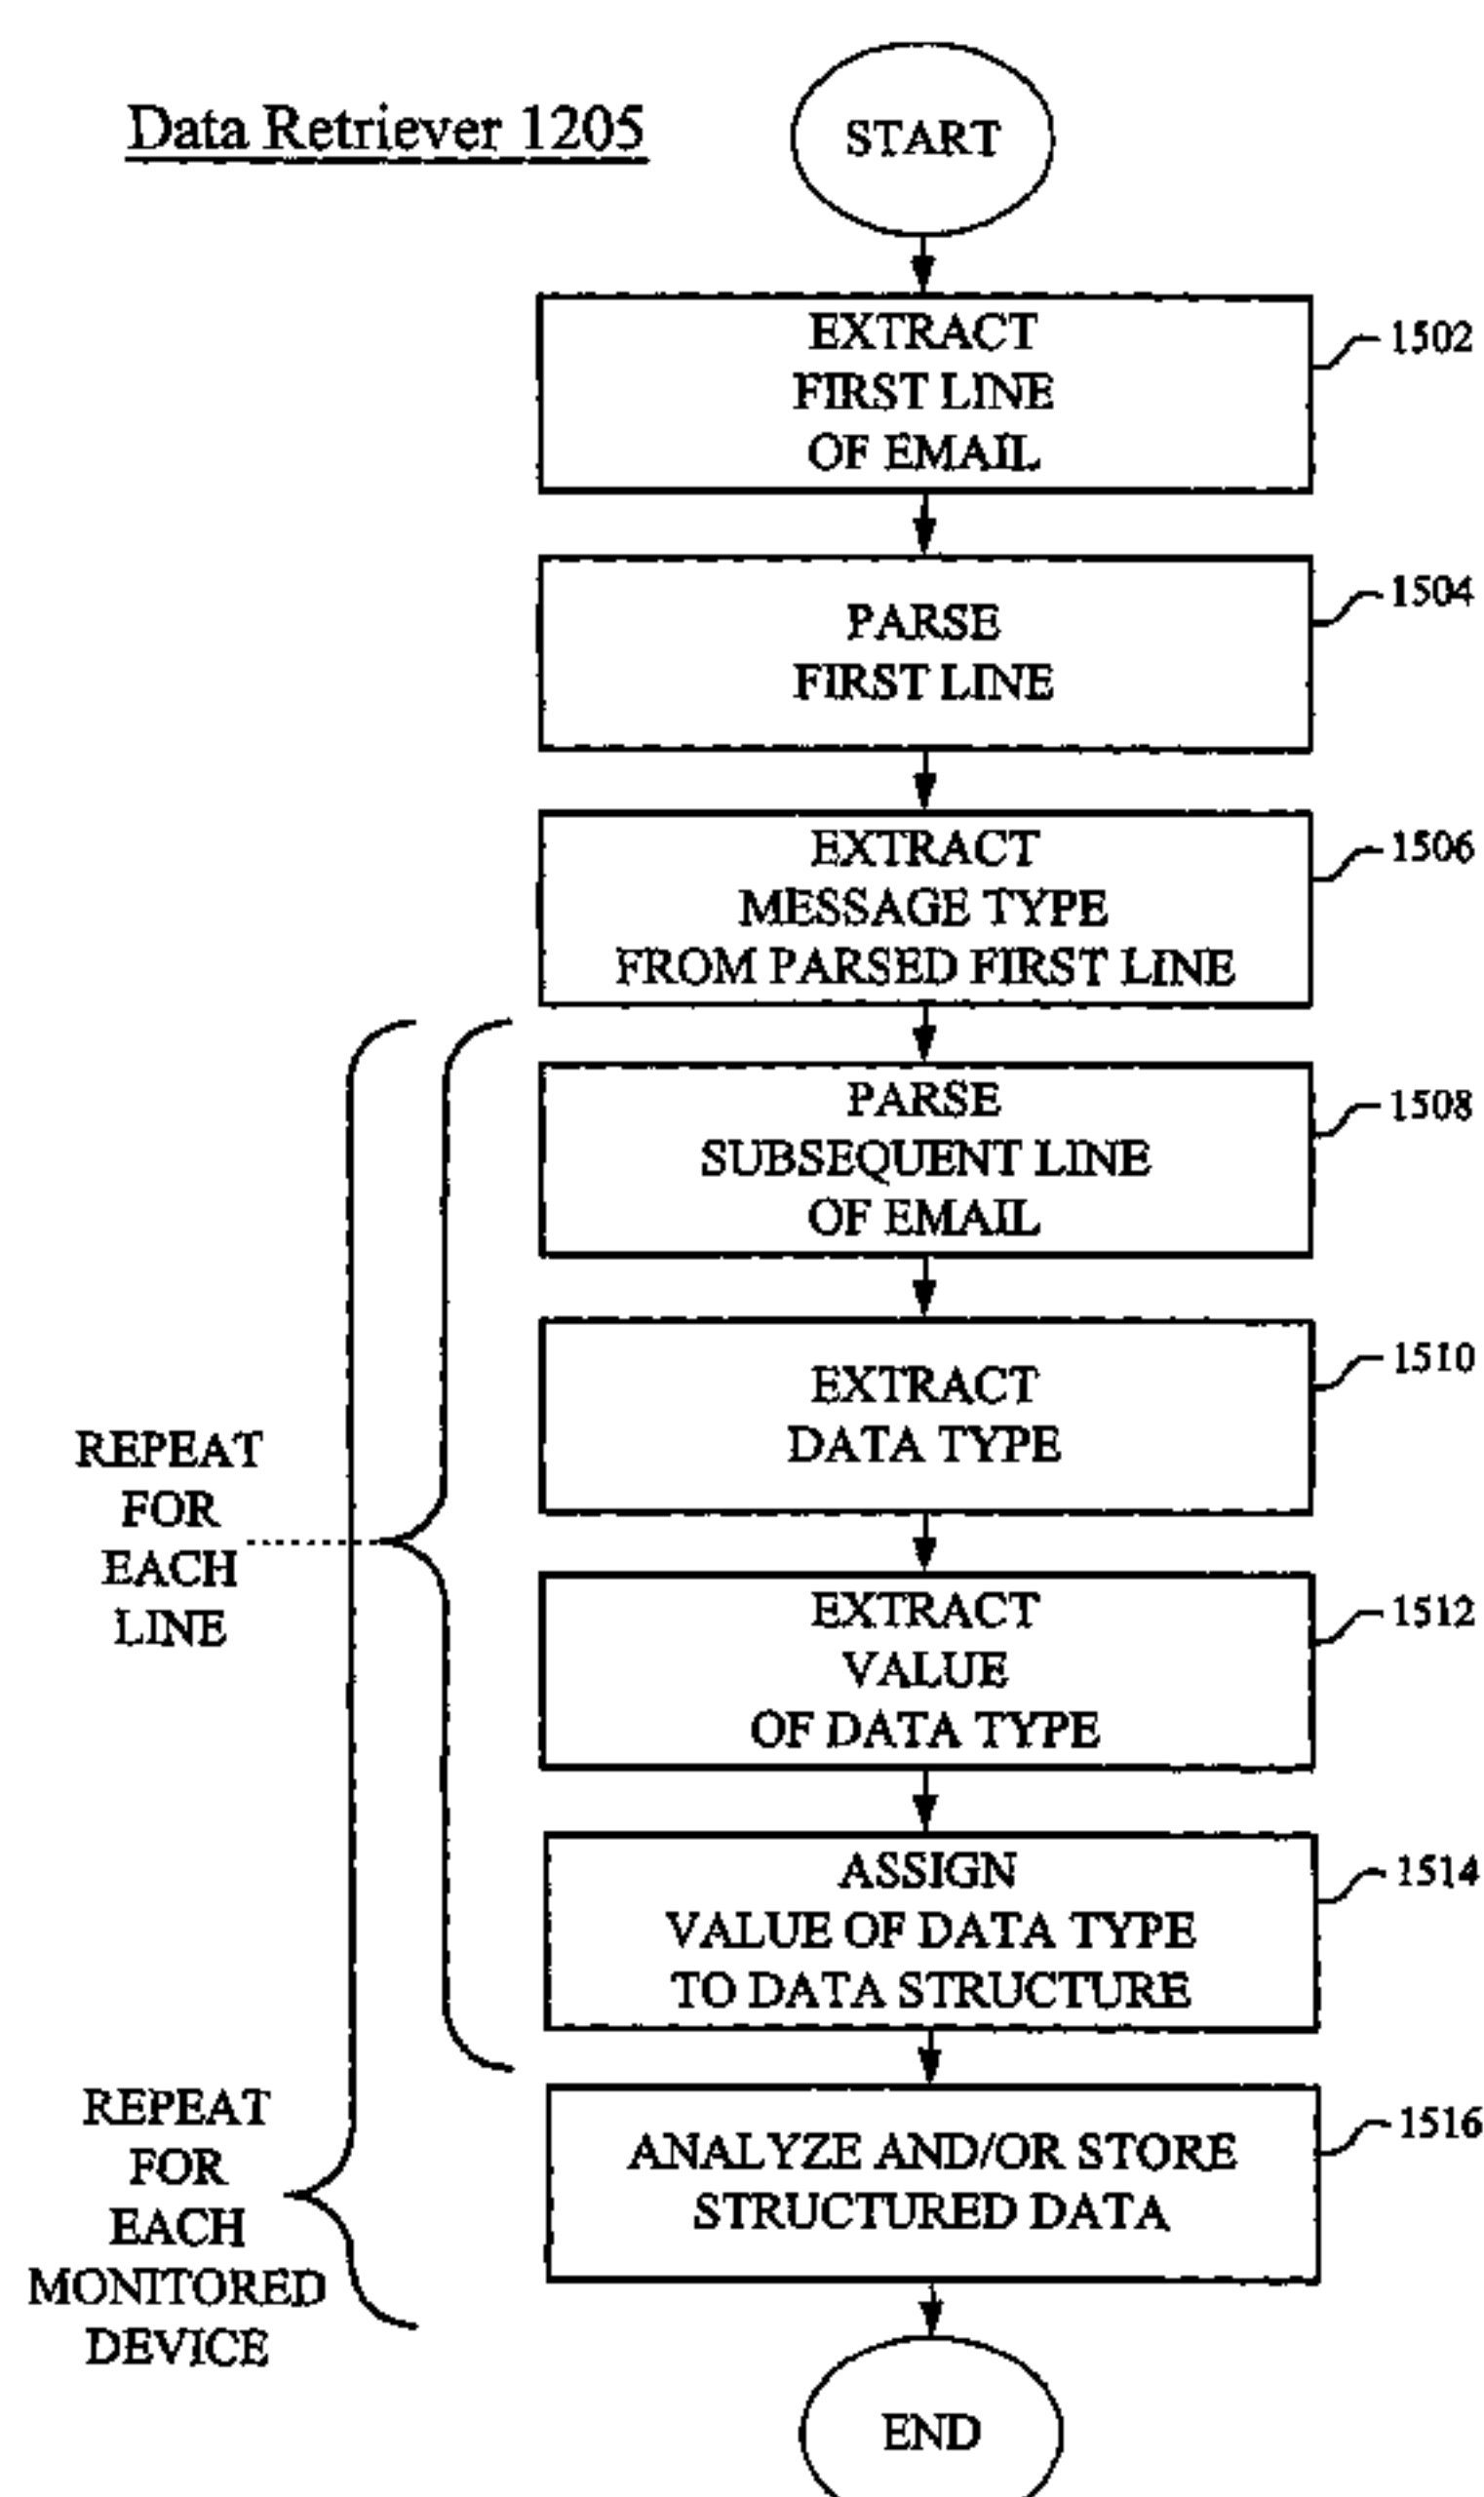 Data Retriever 1205
START
EXTRACT
FIRST LINE
OF EMAIL
1502
PARSE
FIRST LINE
1504
EXTRACT
MESSAGE TYPE
FROM PARSED FIRST LINE
1506
PARSE
SUBSEQUENT LINE
OF EMAIL
1508
EXTRACT
DATA TYPE
1510
REPEAT
FOR
EACH
LINE
EXTRACT
VALUE
OF DATA TYPE
1512
ASSIGN
VALUE OF DATA TYPE
TO DATA STRUCTURE
1514
REPEAT
FOR
EACH
MONITORED
DEVICE
ANALYZE AND/OR STORE
STRUCTURED DATA
1516
END